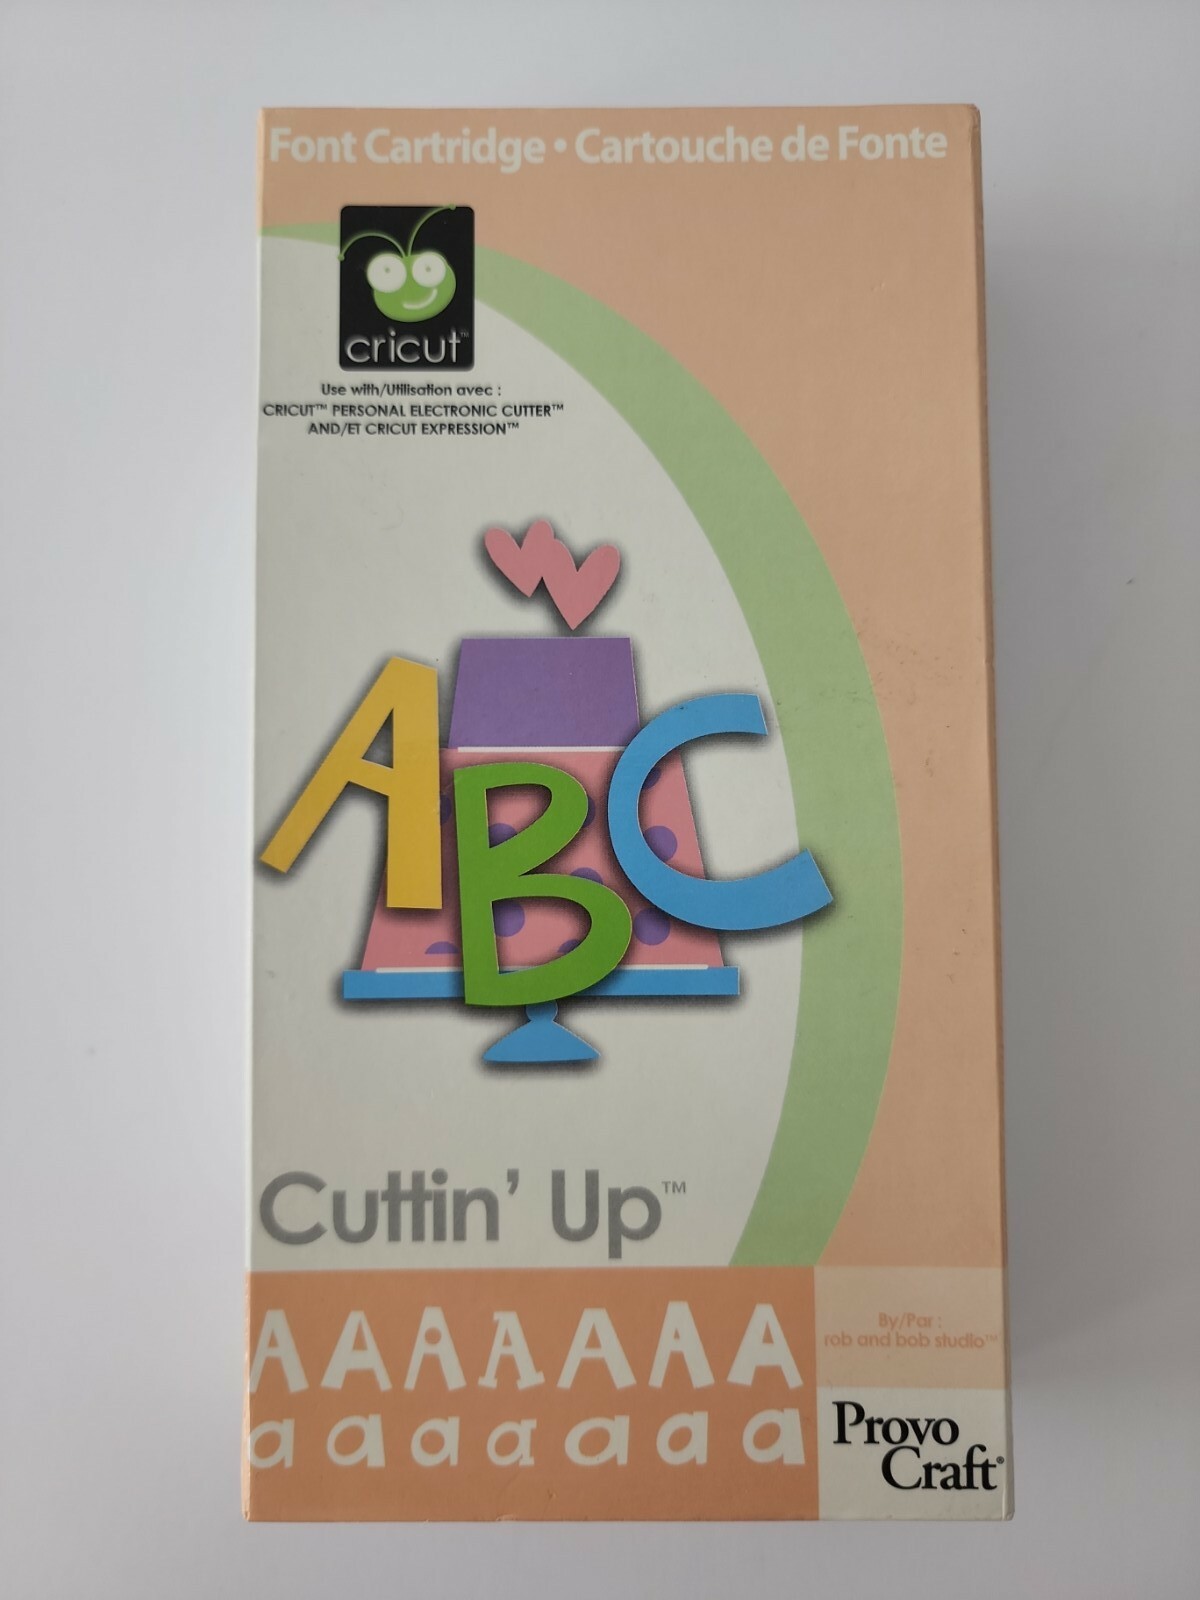 Font Cartridge • Cartouche de Fonte
cricut™
Use with/Utilisation avec :
CRICUT™ PERSONAL ELECTRONIC CUTTER™
AND/ET CRICUT EXPRESSION™
ABC
Cuttin' Up™
AAAAAAA
aaaaaaa
By/Par :
rob and bob studio™
Provo
Craft®